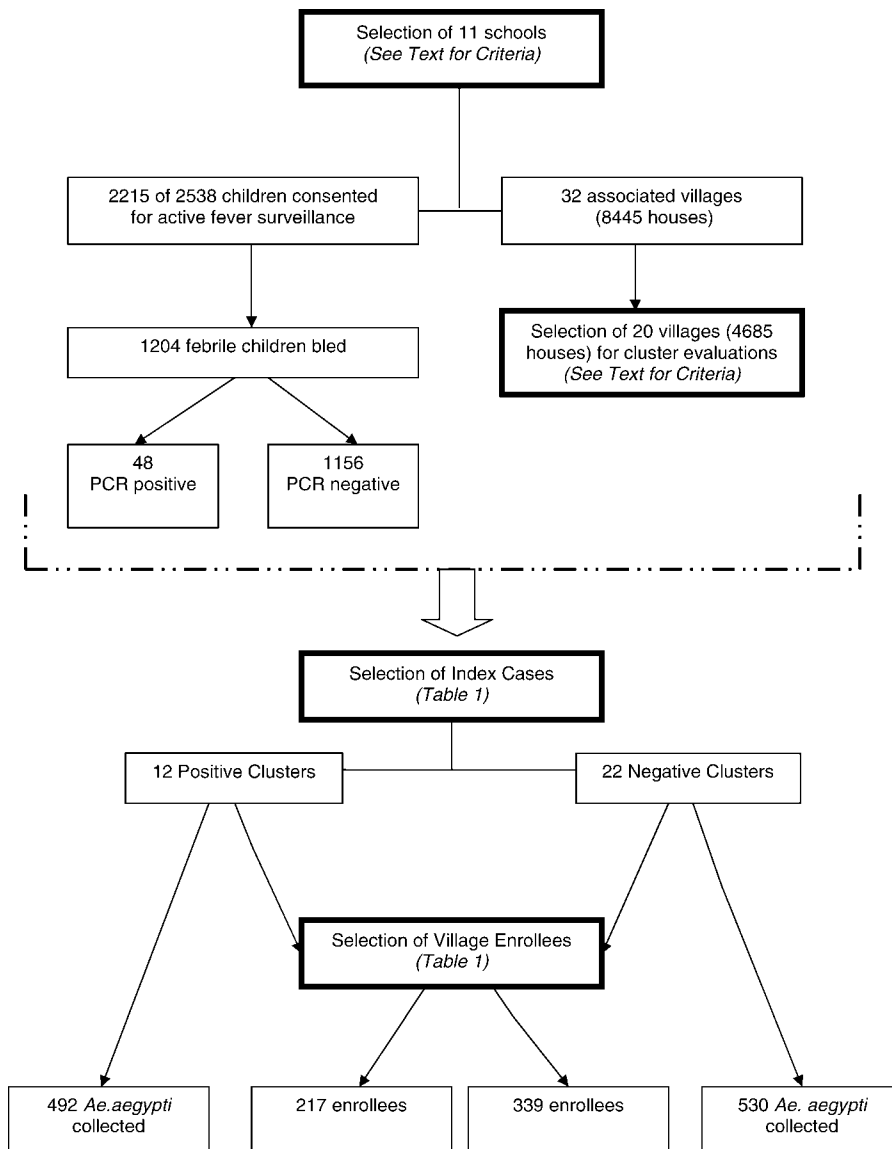 Selection of 11 schools
(See Text for Criteria)
2215 of 2538 children consented
for active fever surveillance
32 associated villages
(8445 houses)
1204 febrile children bled
Selection of 20 villages (4685
houses) for cluster evaluations
(See Text for Criteria)
48
PCR positive
1156
PCR negative
Selection of Index Cases
(Table 1)
12 Positive Clusters
22 Negative Clusters
Selection of Village Enrollees
(Table 1)
492 Ae.aegypti
collected
217 enrollees
339 enrollees
530 Ae. aegypti
collected